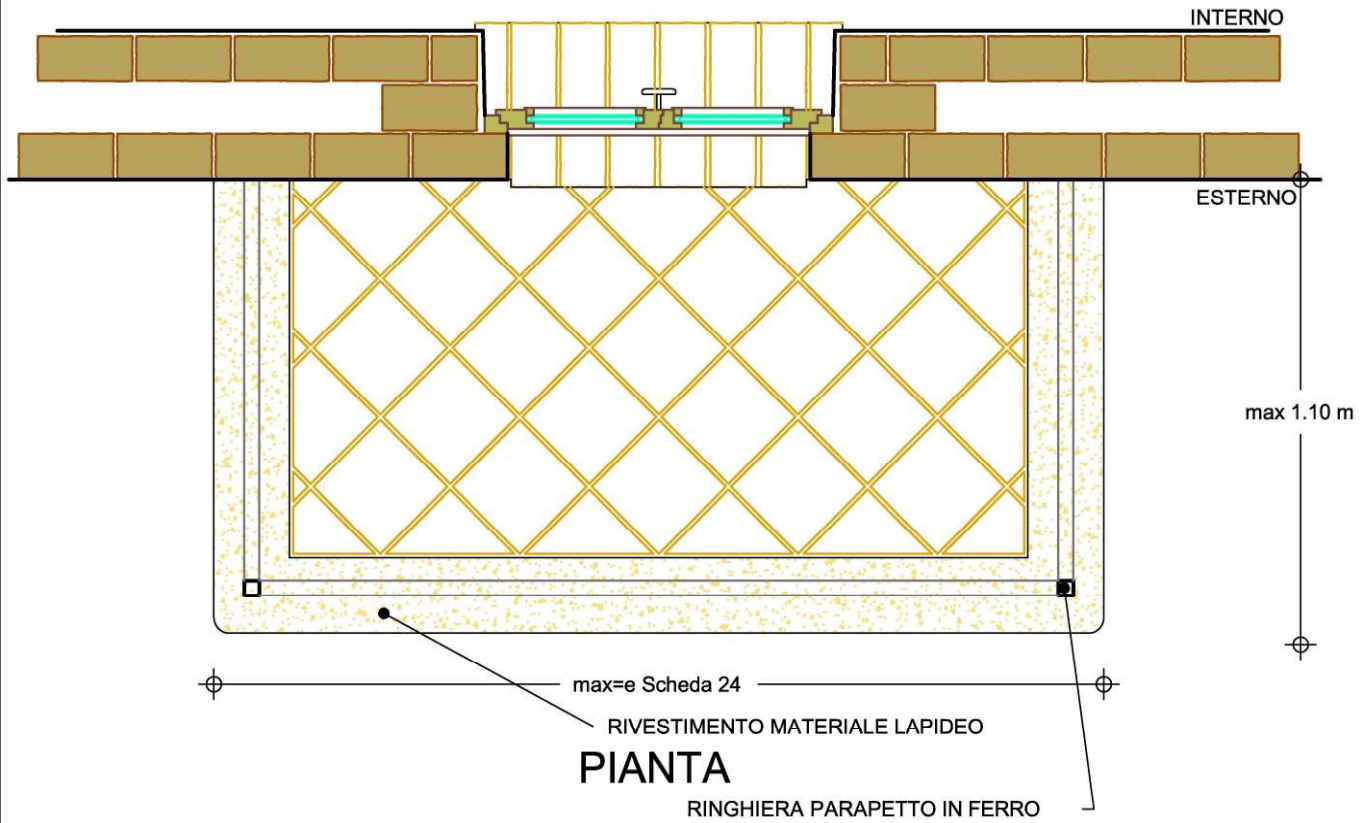 INTERNO
ESTERNO
max 1.10 m
max=e Scheda 24
RIVESTIMENTO MATERIALE LAPIDEO
PIANTA
RINGHIERA PARAPETTO IN FERRO